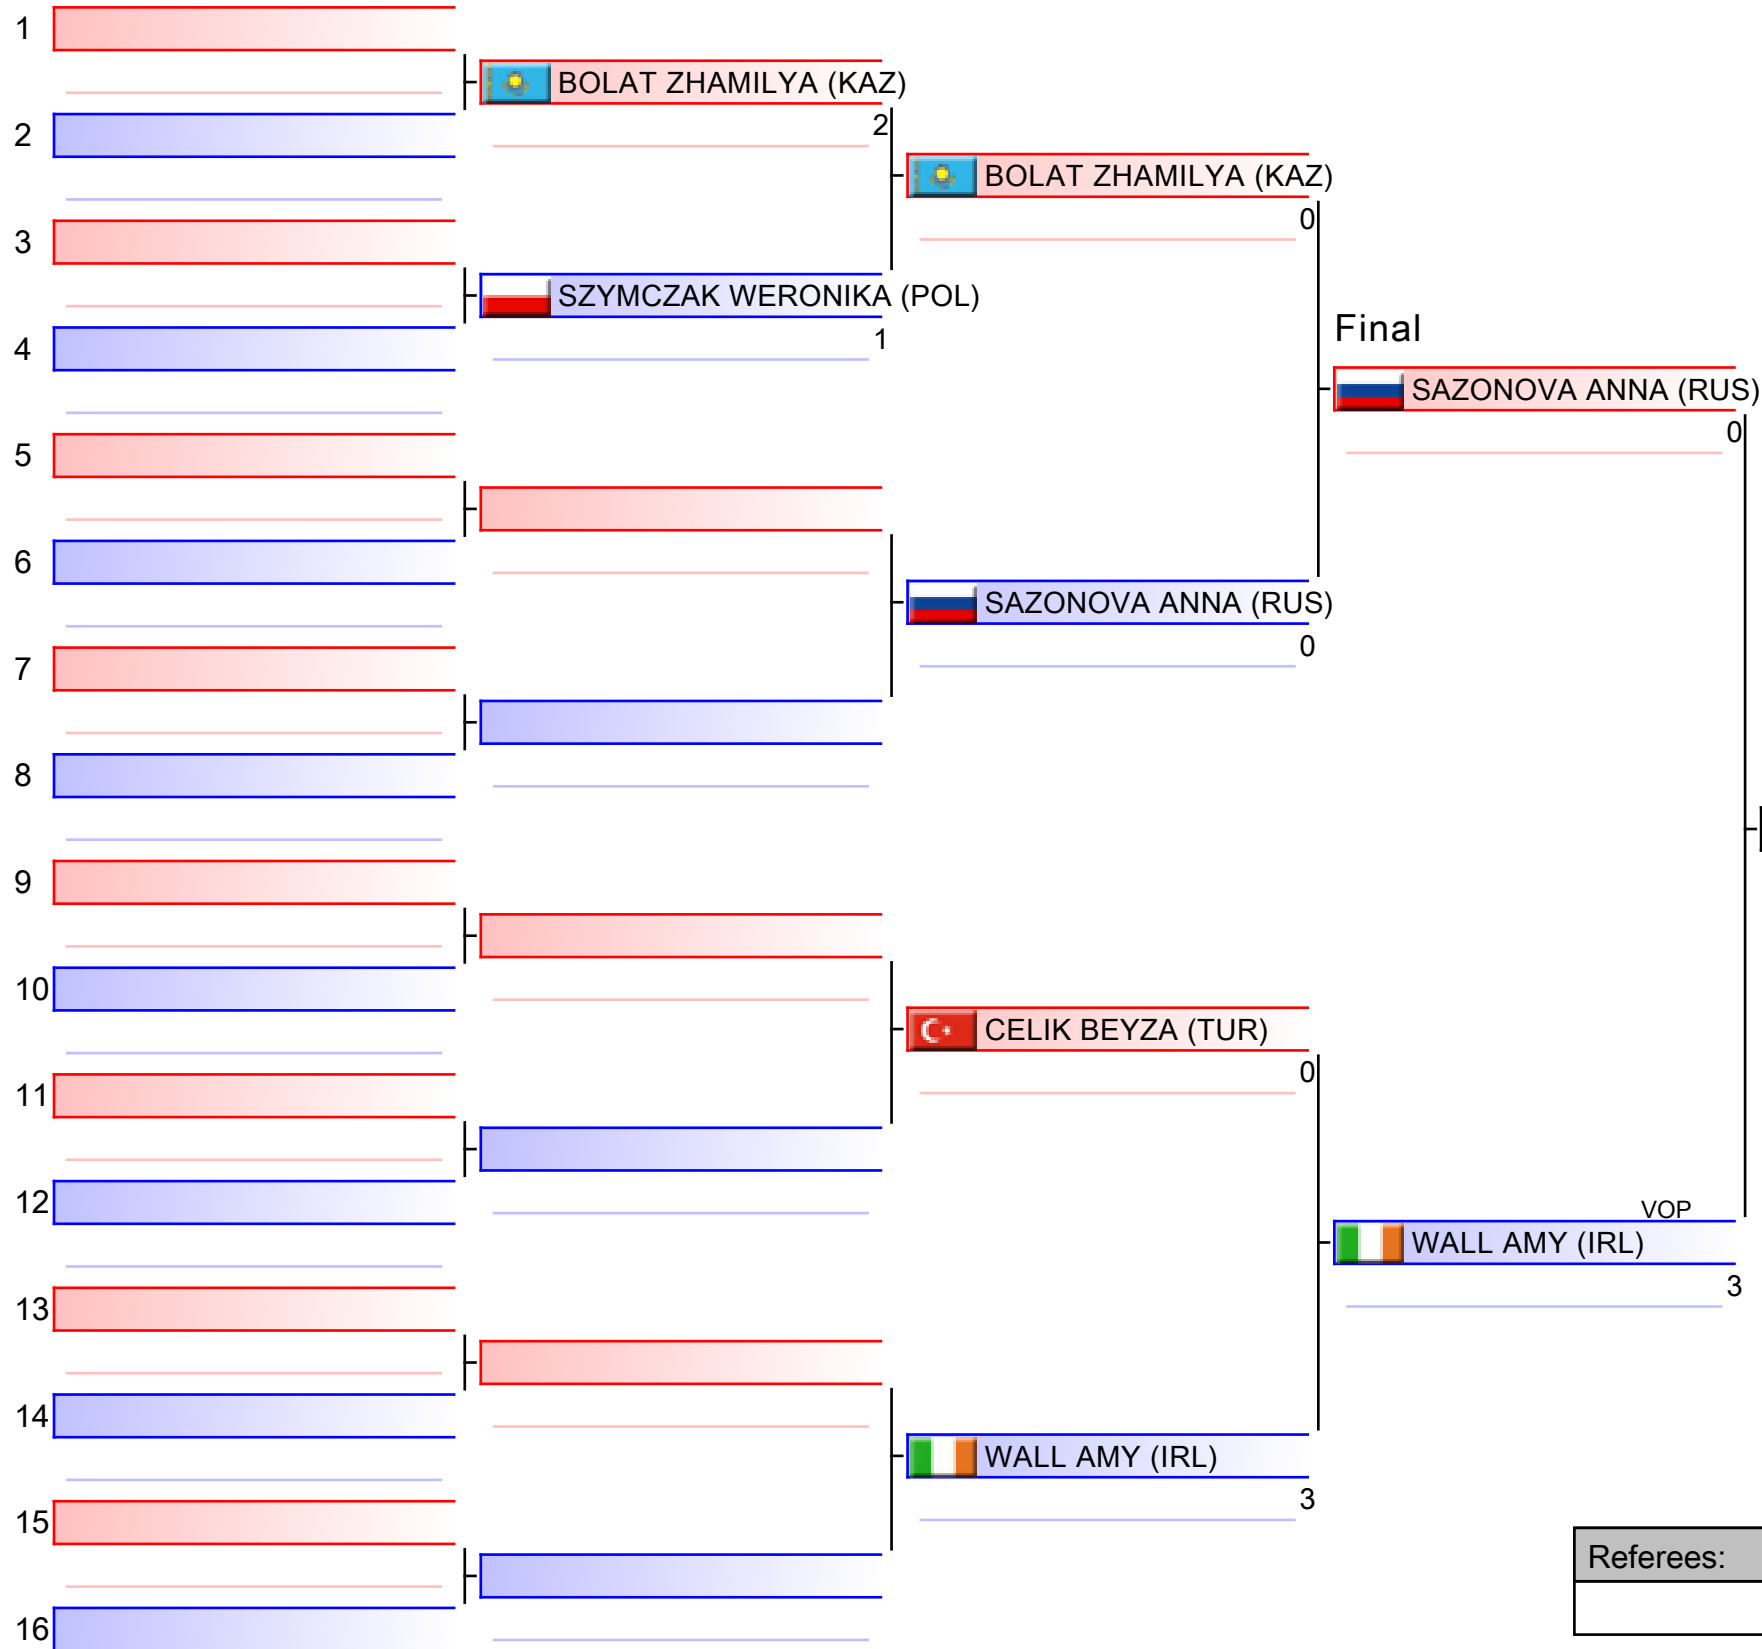 1
BOLAT ZHAMILYA (KAZ)
2
2
BOLAT ZHAMILYA (KAZ)
0
3
SZYMCZAK WERONIKA (POL)
1
4
Final
SAZONOVA ANNA (RUS)
0
5
6
SAZONOVA ANNA (RUS)
0
7
8
9
10
CELIK BEYZA (TUR)
0
11
12
VOP
WALL AMY (IRL)
3
13
14
WALL AMY (IRL)
3
15
Referees:
16